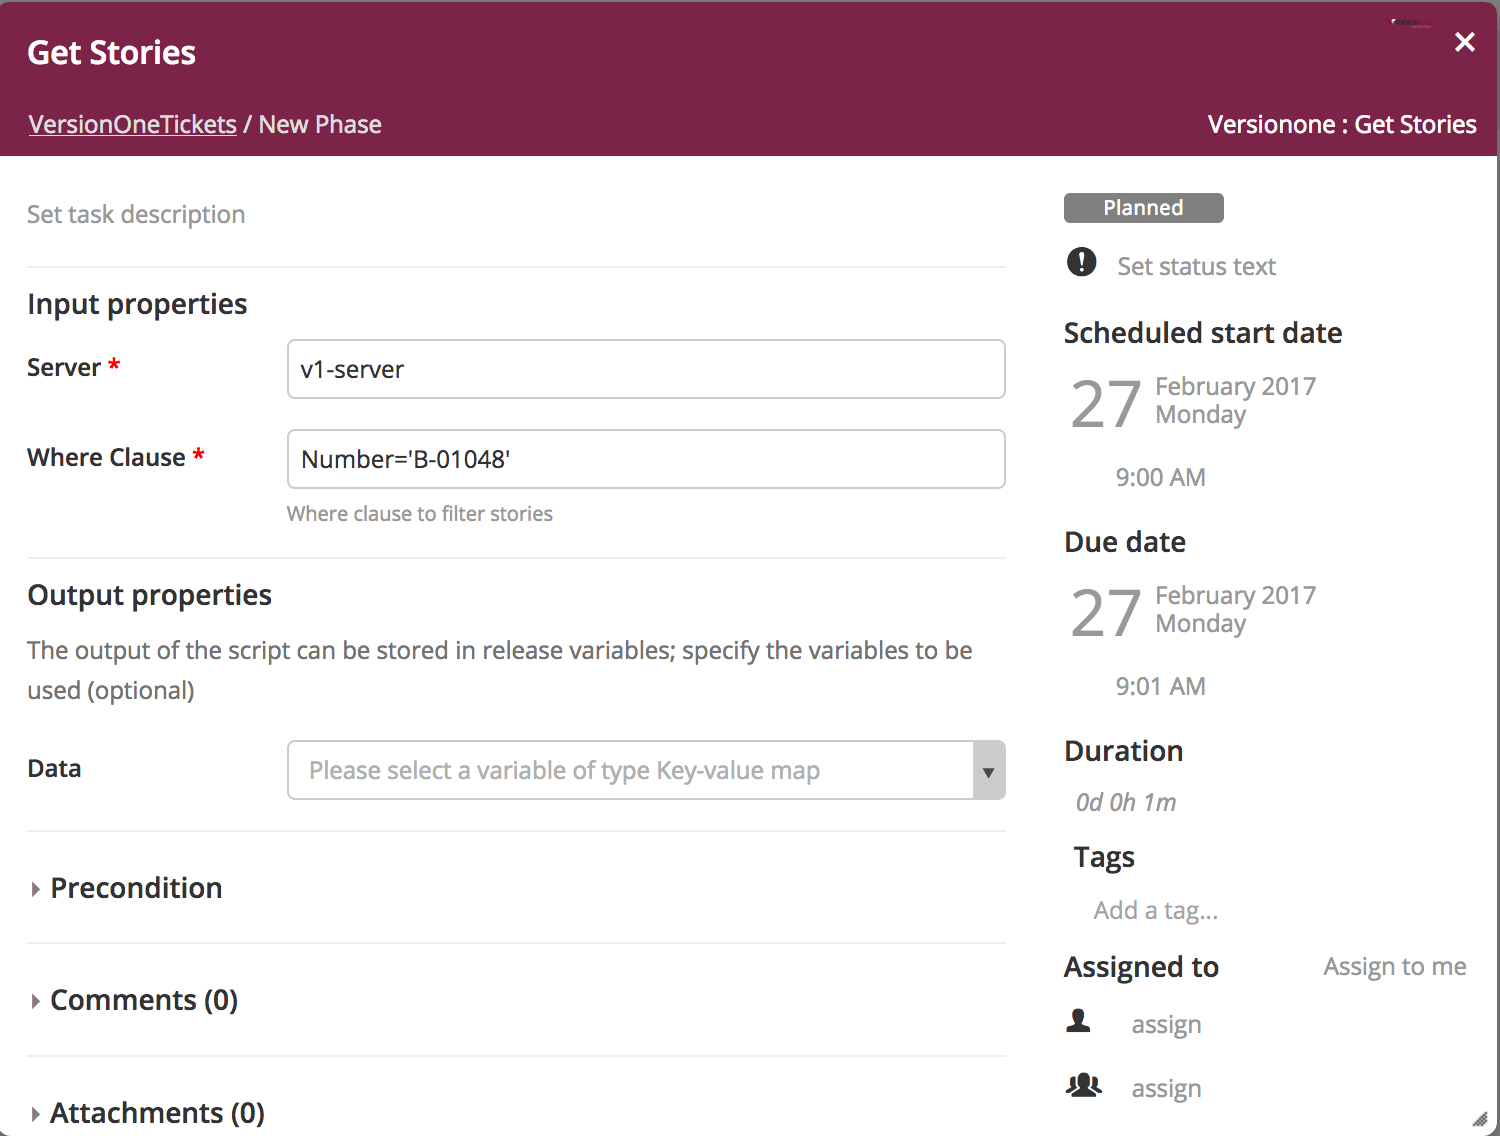 Get Stories
VersionOneTickets / New Phase
Versionone : Get Stories
Set task description
Input properties
Server *
v1-server
Where Clause *
Number='B-01048'
Where clause to filter stories
Output properties
The output of the script can be stored in release variables; specify the variables to be
used (optional)
Data
Please select a variable of type Key-value map
Precondition
Comments (0)
Attachments (0)
Planned
Set status text
Scheduled start date
27
February 2017
Monday
9:00 AM
Due date
27
February 2017
Monday
9:01 AM
Duration
0d 0h 1m
Tags
Add a tag...
Assigned to
Assign to me
assign
assign